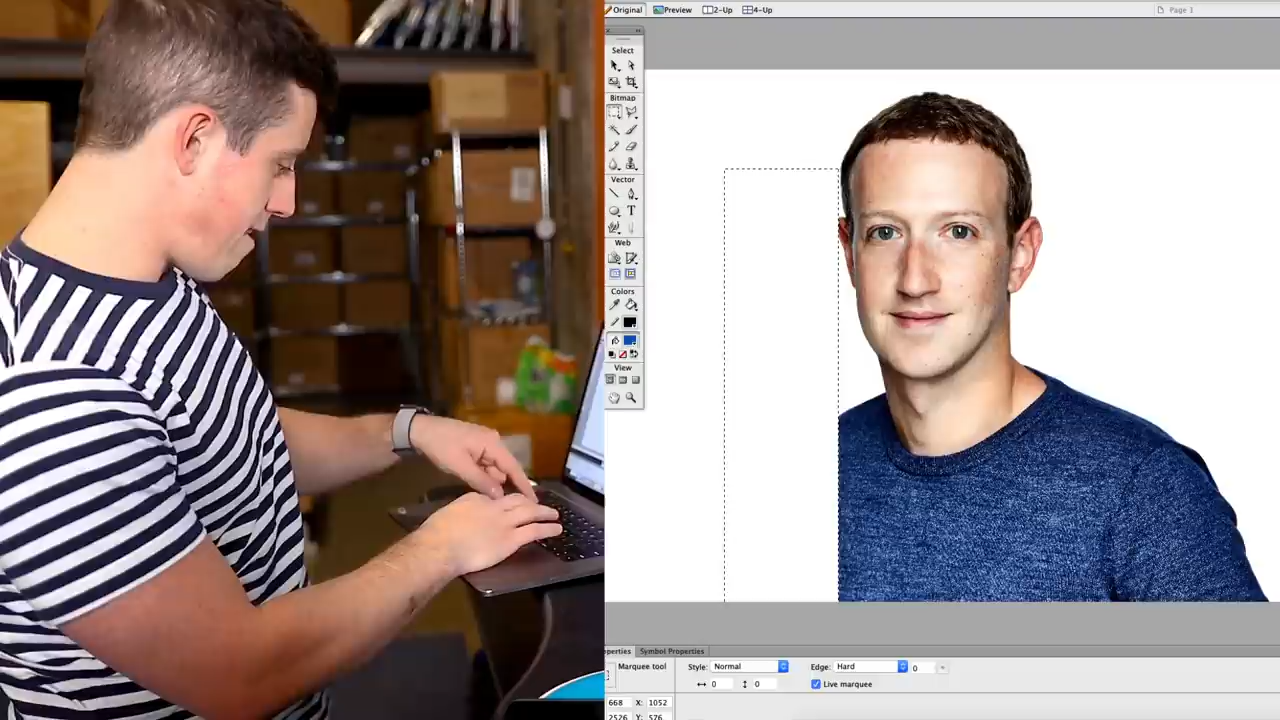 Original Preview 2-Up 4-Up Page 1
Select
Bitmap
Vector
T
Web
Colors
View
operties Symbol Properties
Marquee tool Style: Normal Edge: Hard 0
0 0 Live marquee
668 X: 1052
2526 Y: 576